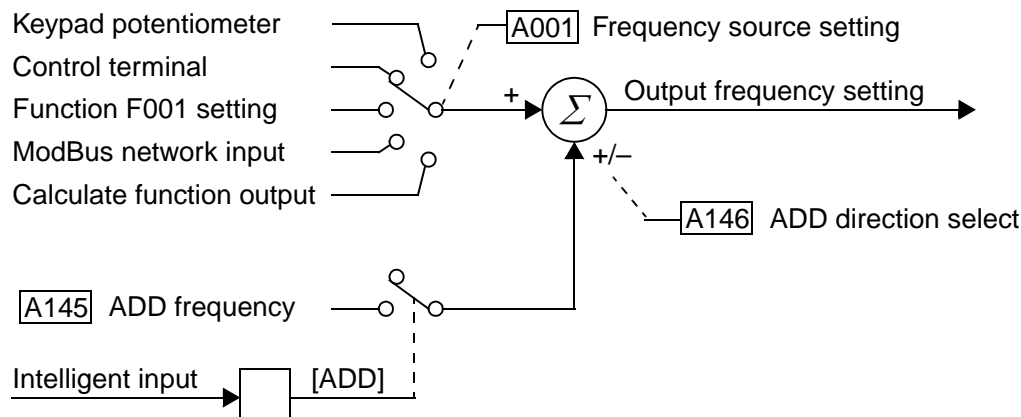 Keypad potentiometer
A001 Frequency source setting
Control terminal
Function F001 setting
+
Σ
Output frequency setting
ModBus network input
+/–
Calculate function output
A146 ADD direction select
A145 ADD frequency
Intelligent input
[ADD]